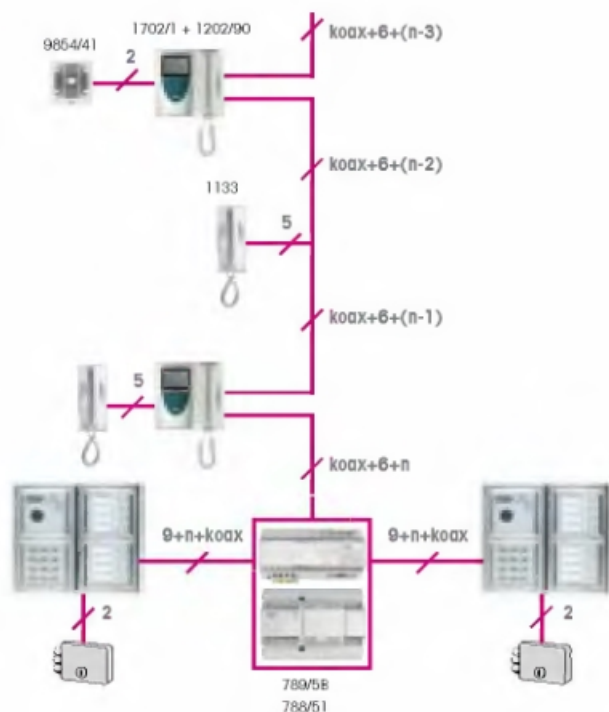 1702/1 + 1202/90
koax+6+(n-3)
9854/41
2
koax+6+(n-2)
1133
5
koax+6+(n-1)
5
koax+6+n
9+n+koax
9+n+koax
2
2
789/5B
788/51